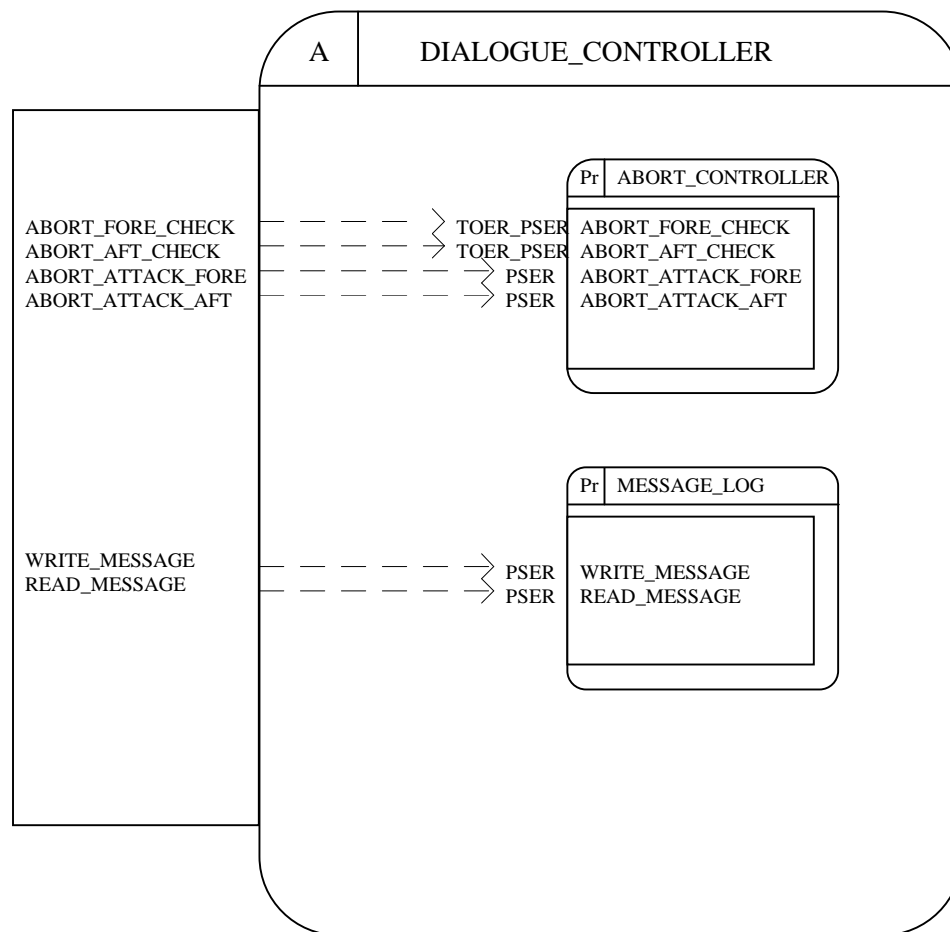 A DIALOGUE_CONTROLLER
Pr ABORT_CONTROLLER
ABORT_FORE_CHECK TOER_PSER ABORT_FORE_CHECK
ABORT_AFT_CHECK TOER_PSER ABORT_AFT_CHECK
ABORT_ATTACK_FORE PSER ABORT_ATTACK_FORE
ABORT_ATTACK_AFT PSER ABORT_ATTACK_AFT
Pr MESSAGE_LOG
WRITE_MESSAGE PSER WRITE_MESSAGE
READ_MESSAGE PSER READ_MESSAGE